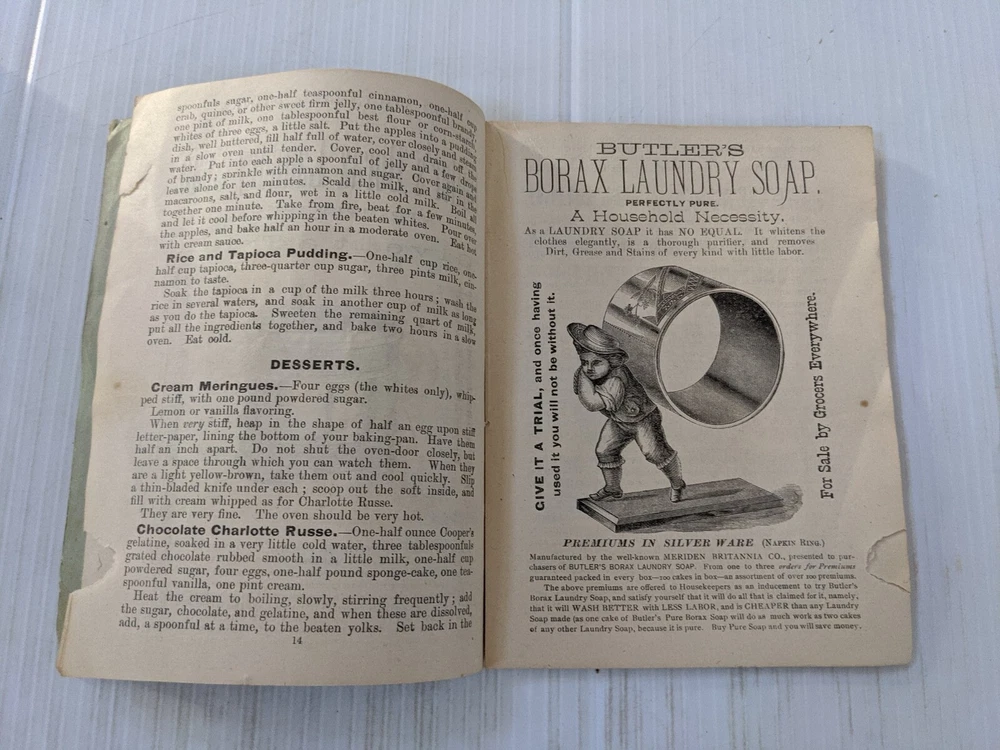 spoonfuls sugar, one-half teaspoonful cinnamon, one-half cup
crab, quince, or other sweet firm jelly, one tablespoonful brandy,
one pint of milk, one tablespoonful best flour or corn-starch,
whites of three eggs, a little salt. Put the apples into a pudding
dish, well buttered, fill half full of water, cover closely and steam
in a slow oven until tender. Cover, cool and drain off the
water. Put into each apple a spoonful of jelly and a few drops
of brandy; sprinkle with cinnamon and sugar. Cover again and
leave alone for ten minutes. Scald the milk, and stir in the
macaroons, salt, and flour, wet in a little cold milk. Boil all
together one minute. Take from fire, beat for a few minutes,
and let it cool before whipping in the beaten whites. Pour over
the apples, and bake half an hour in a moderate oven. Eat hot
with cream sauce.
Rice and Tapioca Pudding.—One-half cup rice, one-
half cup tapioca, three-quarter cup sugar, three pints milk, cin-
namon to taste.
Soak the tapioca in a cup of the milk three hours; wash the
rice in several waters, and soak in another cup of milk as long
as you do the tapioca. Sweeten the remaining quart of milk,
put all the ingredients together, and bake two hours in a slow
oven. Eat cold.
DESSERTS.
Cream Meringues.—Four eggs (the whites only), whip-
ped stiff, with one pound powdered sugar.
Lemon or vanilla flavoring.
When very stiff, heap in the shape of half an egg upon stiff
letter-paper, lining the bottom of your baking-pan. Have them
half an inch apart. Do not shut the oven-door closely, but
leave a space through which you can watch them. When they
are a light yellow-brown, take them out and cool quickly. Slip
a thin-bladed knife under each; scoop out the soft inside, and
fill with cream whipped as for Charlotte Russe.
They are very fine. The oven should be very hot.
Chocolate Charlotte Russe.—One-half ounce Cooper's
gelatine, soaked in a very little cold water, three tablespoonfuls
grated chocolate rubbed smooth in a little milk, one-half cup
powdered sugar, four eggs, one-half pound sponge-cake, one tea-
spoonful vanilla, one pint cream.
Heat the cream to boiling, slowly, stirring frequently; add
the sugar, chocolate, and gelatine, and when these are dissolved,
add, a spoonful at a time, to the beaten yolks. Set back in the
14
BUTLER'S
BORAX LAUNDRY SOAP.
PERFECTLY PURE.
A Household Necessity.
As a LAUNDRY SOAP it has NO EQUAL. It whitens the
clothes elegantly, is a thorough purifier, and removes
Dirt, Grease and Stains of every kind with little labor.
GIVE IT A TRIAL, and once having
used it you will not be without it.
For Sale by Grocers Everywhere.
PREMIUMS IN SILVER WARE (NAPKIN RING.)
Manufactured by the well-known MERIDEN BRITANNIA CO., presented to pur-
chasers of BUTLER'S BORAX LAUNDRY SOAP. From one to three orders for Premiums
guaranteed packed in every box—100 cakes in box—an assortment of over 100 premiums.
The above premiums are offered to Housekeepers as an inducement to try Butler's
Borax Laundry Soap, and satisfy yourself that it will do all that is claimed for it, namely,
that it will WASH BETTER with LESS LABOR, and is CHEAPER than any Laundry
Soap made (as one cake of Butler's Pure Borax Soap will do as much work as two cakes
of any other Laundry Soap, because it is pure. Buy Pure Soap and you will save money.